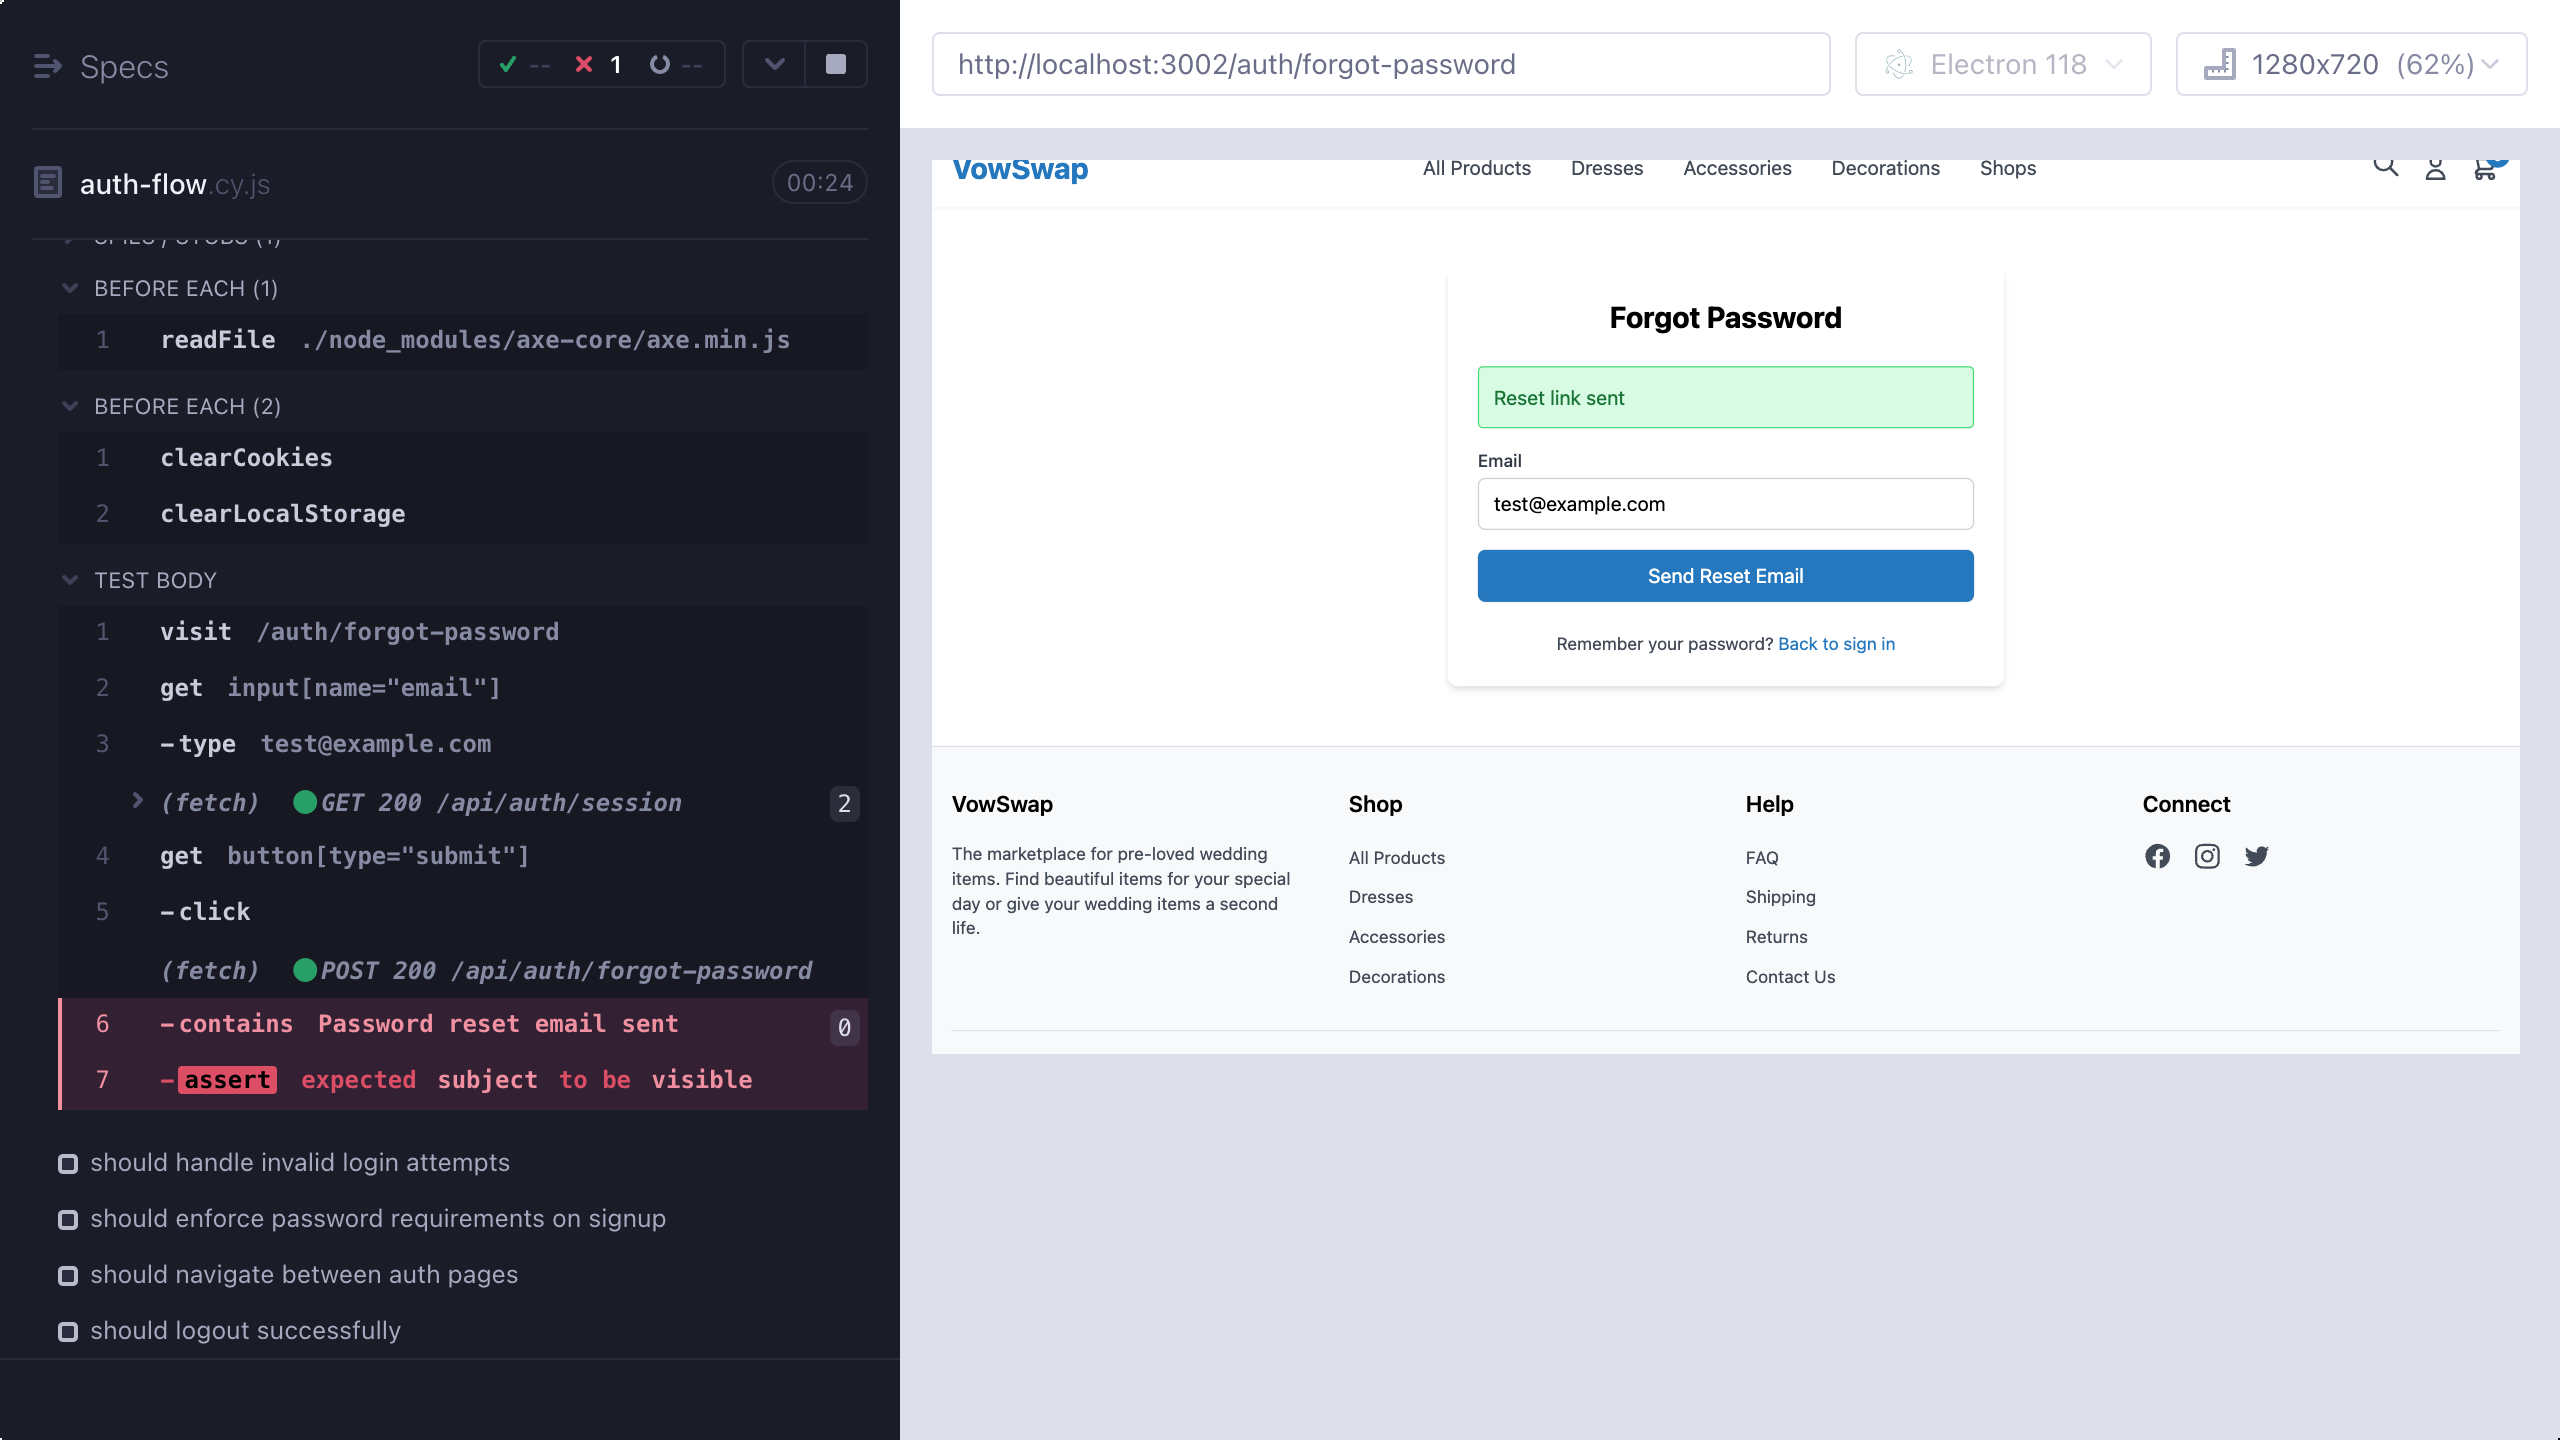 Specs
-- 1 --
auth-flow.cy.js
00:24
SPIES / STUBS (1)
BEFORE EACH (1)
1 readFile ./node_modules/axe-core/axe.min.js
BEFORE EACH (2)
1 clearCookies
2 clearLocalStorage
TEST BODY
1 visit /auth/forgot-password
2 get input[name="email"]
3 -type test@example.com
(fetch) GET 200 /api/auth/session 2
4 get button[type="submit"]
5 -click
(fetch) POST 200 /api/auth/forgot-password
6 -contains Password reset email sent 0
7 -assert expected subject to be visible
should handle invalid login attempts
should enforce password requirements on signup
should navigate between auth pages
should logout successfully
http://localhost:3002/auth/forgot-password
Electron 118
1280x720 (62%)
VowSwap
All Products Dresses Accessories Decorations Shops
Forgot Password
Reset link sent
Email
test@example.com
Send Reset Email
Remember your password? Back to sign in
VowSwap
The marketplace for pre-loved wedding
items. Find beautiful items for your special
day or give your wedding items a second
life.
Shop
All Products
Dresses
Accessories
Decorations
Help
FAQ
Shipping
Returns
Contact Us
Connect